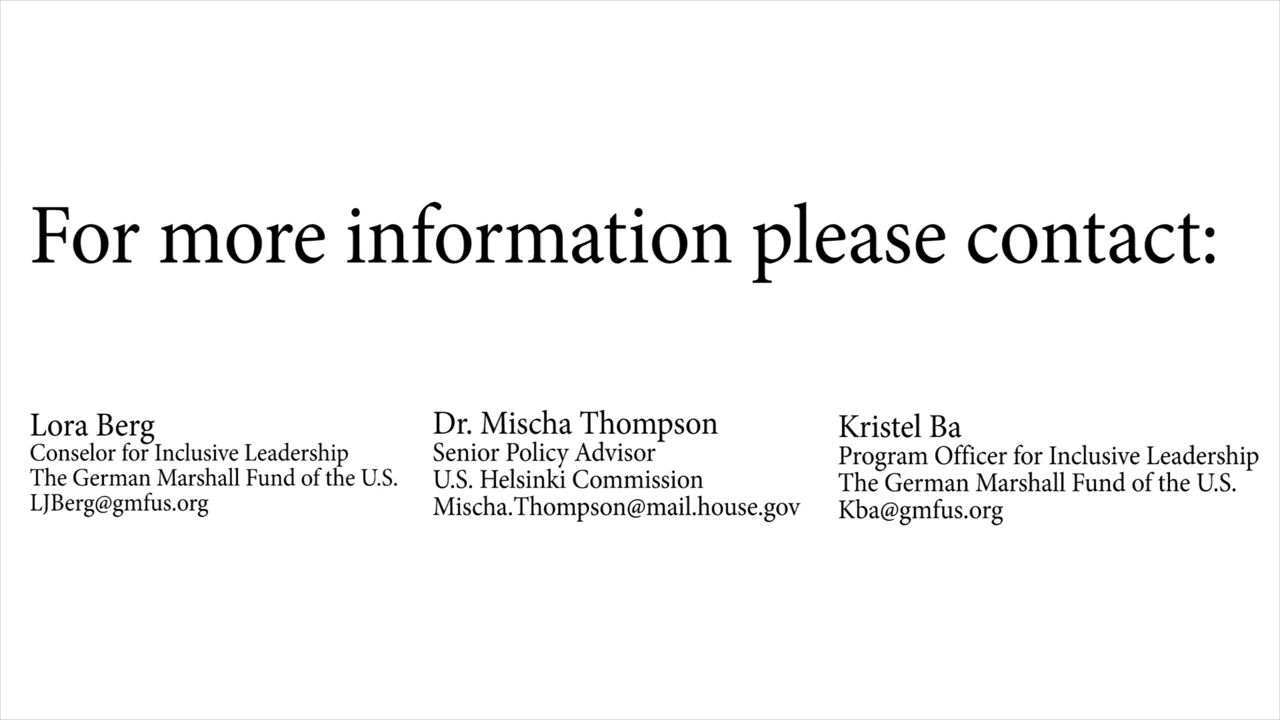 For more information please contact:
Lora Berg
Conselor for Inclusive Leadership
The German Marshall Fund of the U.S.
LJBerg@gmfus.org
Dr. Mischa Thompson
Senior Policy Advisor
U.S. Helsinki Commission
Mischa.Thompson@mail.house.gov
Kristel Ba
Program Officer for Inclusive Leadership
The German Marshall Fund of the U.S.
Kba@gmfus.org